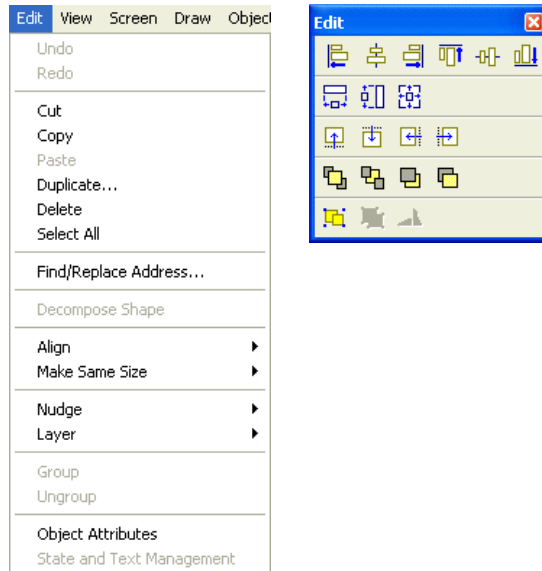 Edit View Screen Draw Objec
Undo
Redo
Cut
Copy
Paste
Duplicate...
Delete
Select All
Find/Replace Address...
Decompose Shape
Align
Make Same Size
Nudge
Layer
Group
Ungroup
Object Attributes
State and Text Management
Edit